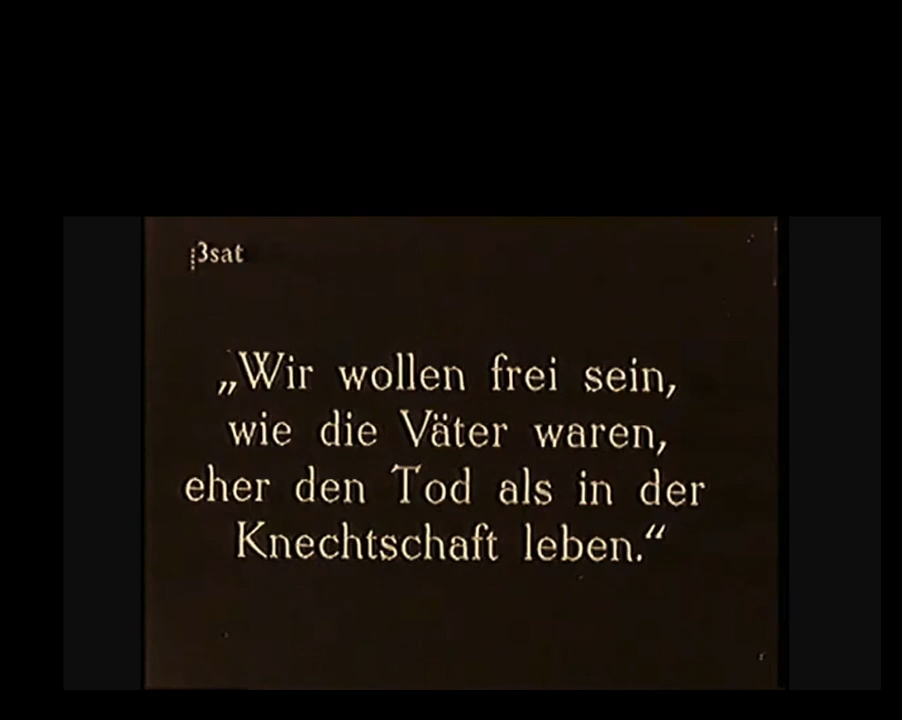 3sat
„Wir wollen frei sein,
wie die Väter waren,
eher den Tod als in der
Knechtschaft leben.“